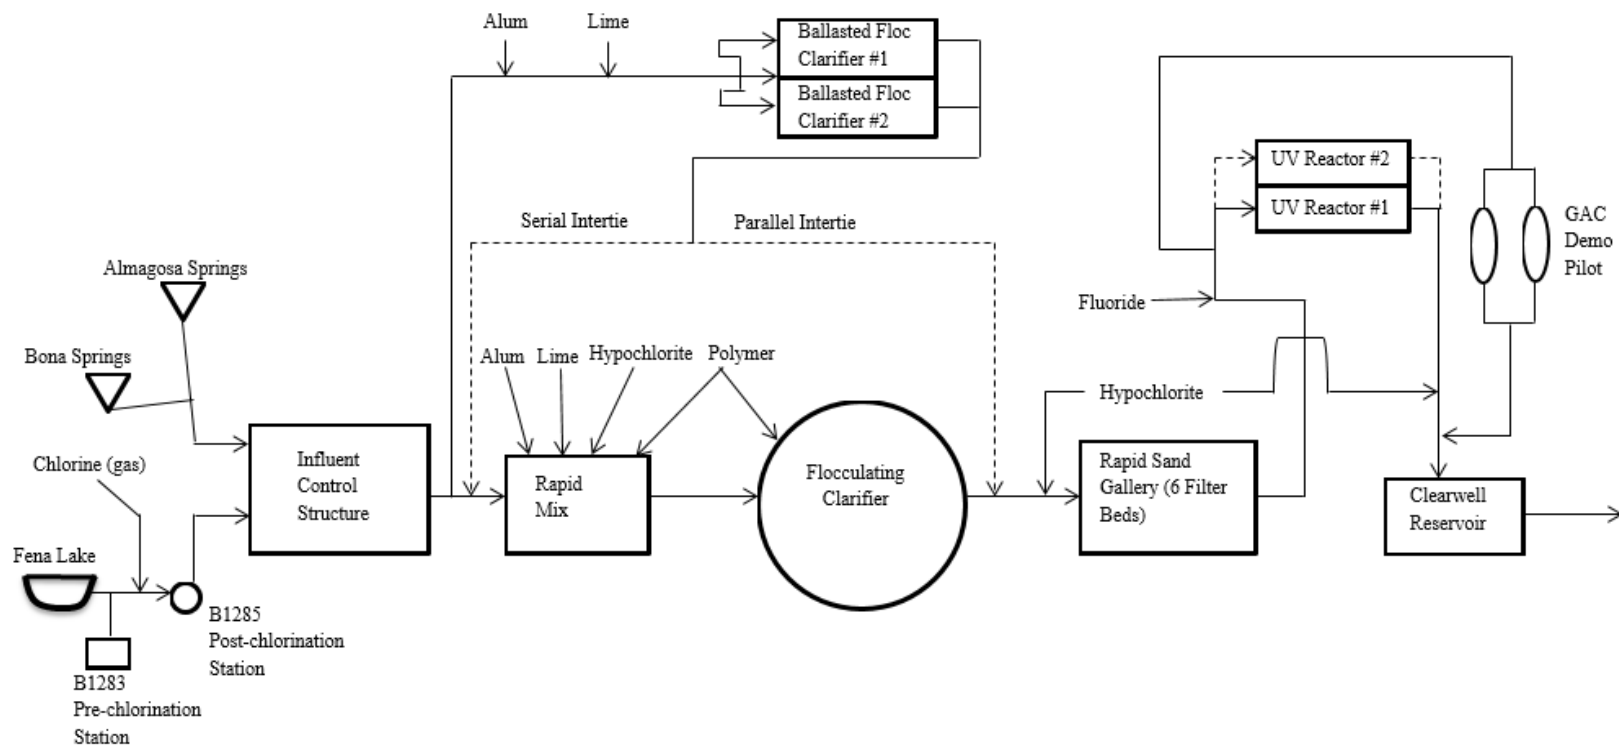 Alum
Lime
Ballasted Floc
Clarifier #1
Ballasted Floc
Clarifier #2
UV Reactor #2
UV Reactor #1
GAC
Demo
Pilot
Serial Intertie
Parallel Intertie
Almagosa Springs
Bona Springs
Fluoride
Alum
Lime
Hypochlorite
Polymer
Hypochlorite
Chlorine (gas)
Influent
Control
Structure
Rapid
Mix
Flocculating
Clarifier
Rapid Sand
Gallery (6 Filter
Beds)
Clearwell
Reservoir
Fena Lake
B1285
Post-chlorination
Station
B1283
Pre-chlorination
Station